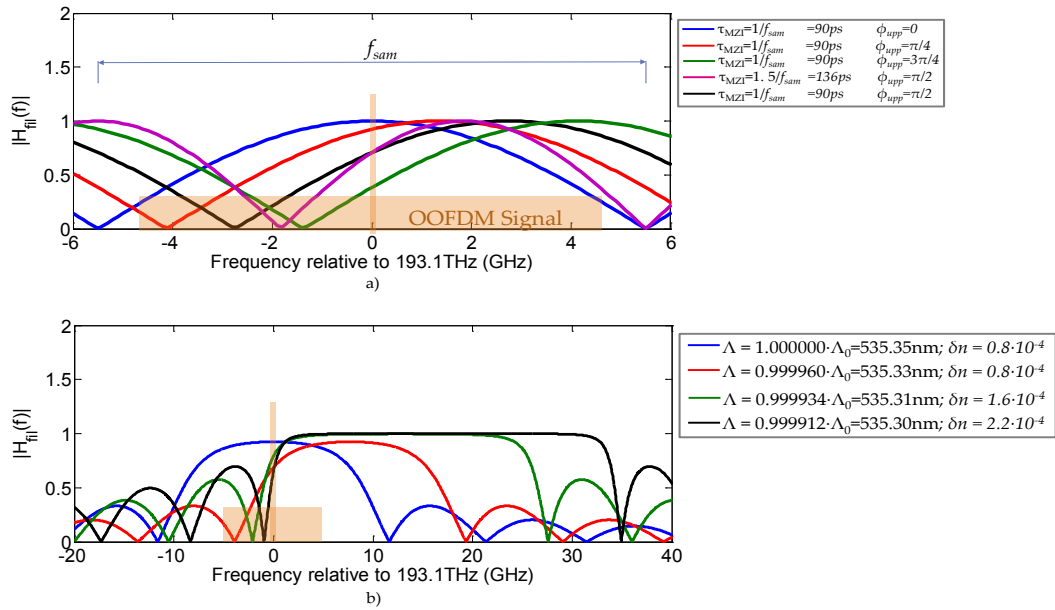 2
1.5
1
0.5
0
|H_fil(f)|
f_sam
OOFDM Signal
-6 -4 -2 0 2 4 6
Frequency relative to 193.1THz (GHz)
a)
τ_MZI=1/f_sam =90ps ϕ_upp=0
τ_MZI=1/f_sam =90ps ϕ_upp=π/4
τ_MZI=1/f_sam =90ps ϕ_upp=3π/4
τ_MZI=1. 5/f_sam =136ps ϕ_upp=π/2
τ_MZI=1/f_sam =90ps ϕ_upp=π/2
2
1.5
1
0.5
0
|H_fil(f)|
-20 -10 0 10 20 30 40
Frequency relative to 193.1THz (GHz)
b)
Λ = 1.000000·Λ₀=535.35nm; δn = 0.8·10⁻⁴
Λ = 0.999960·Λ₀=535.33nm; δn = 0.8·10⁻⁴
Λ = 0.999934·Λ₀=535.31nm; δn = 1.6·10⁻⁴
Λ = 0.999912·Λ₀=535.30nm; δn = 2.2·10⁻⁴